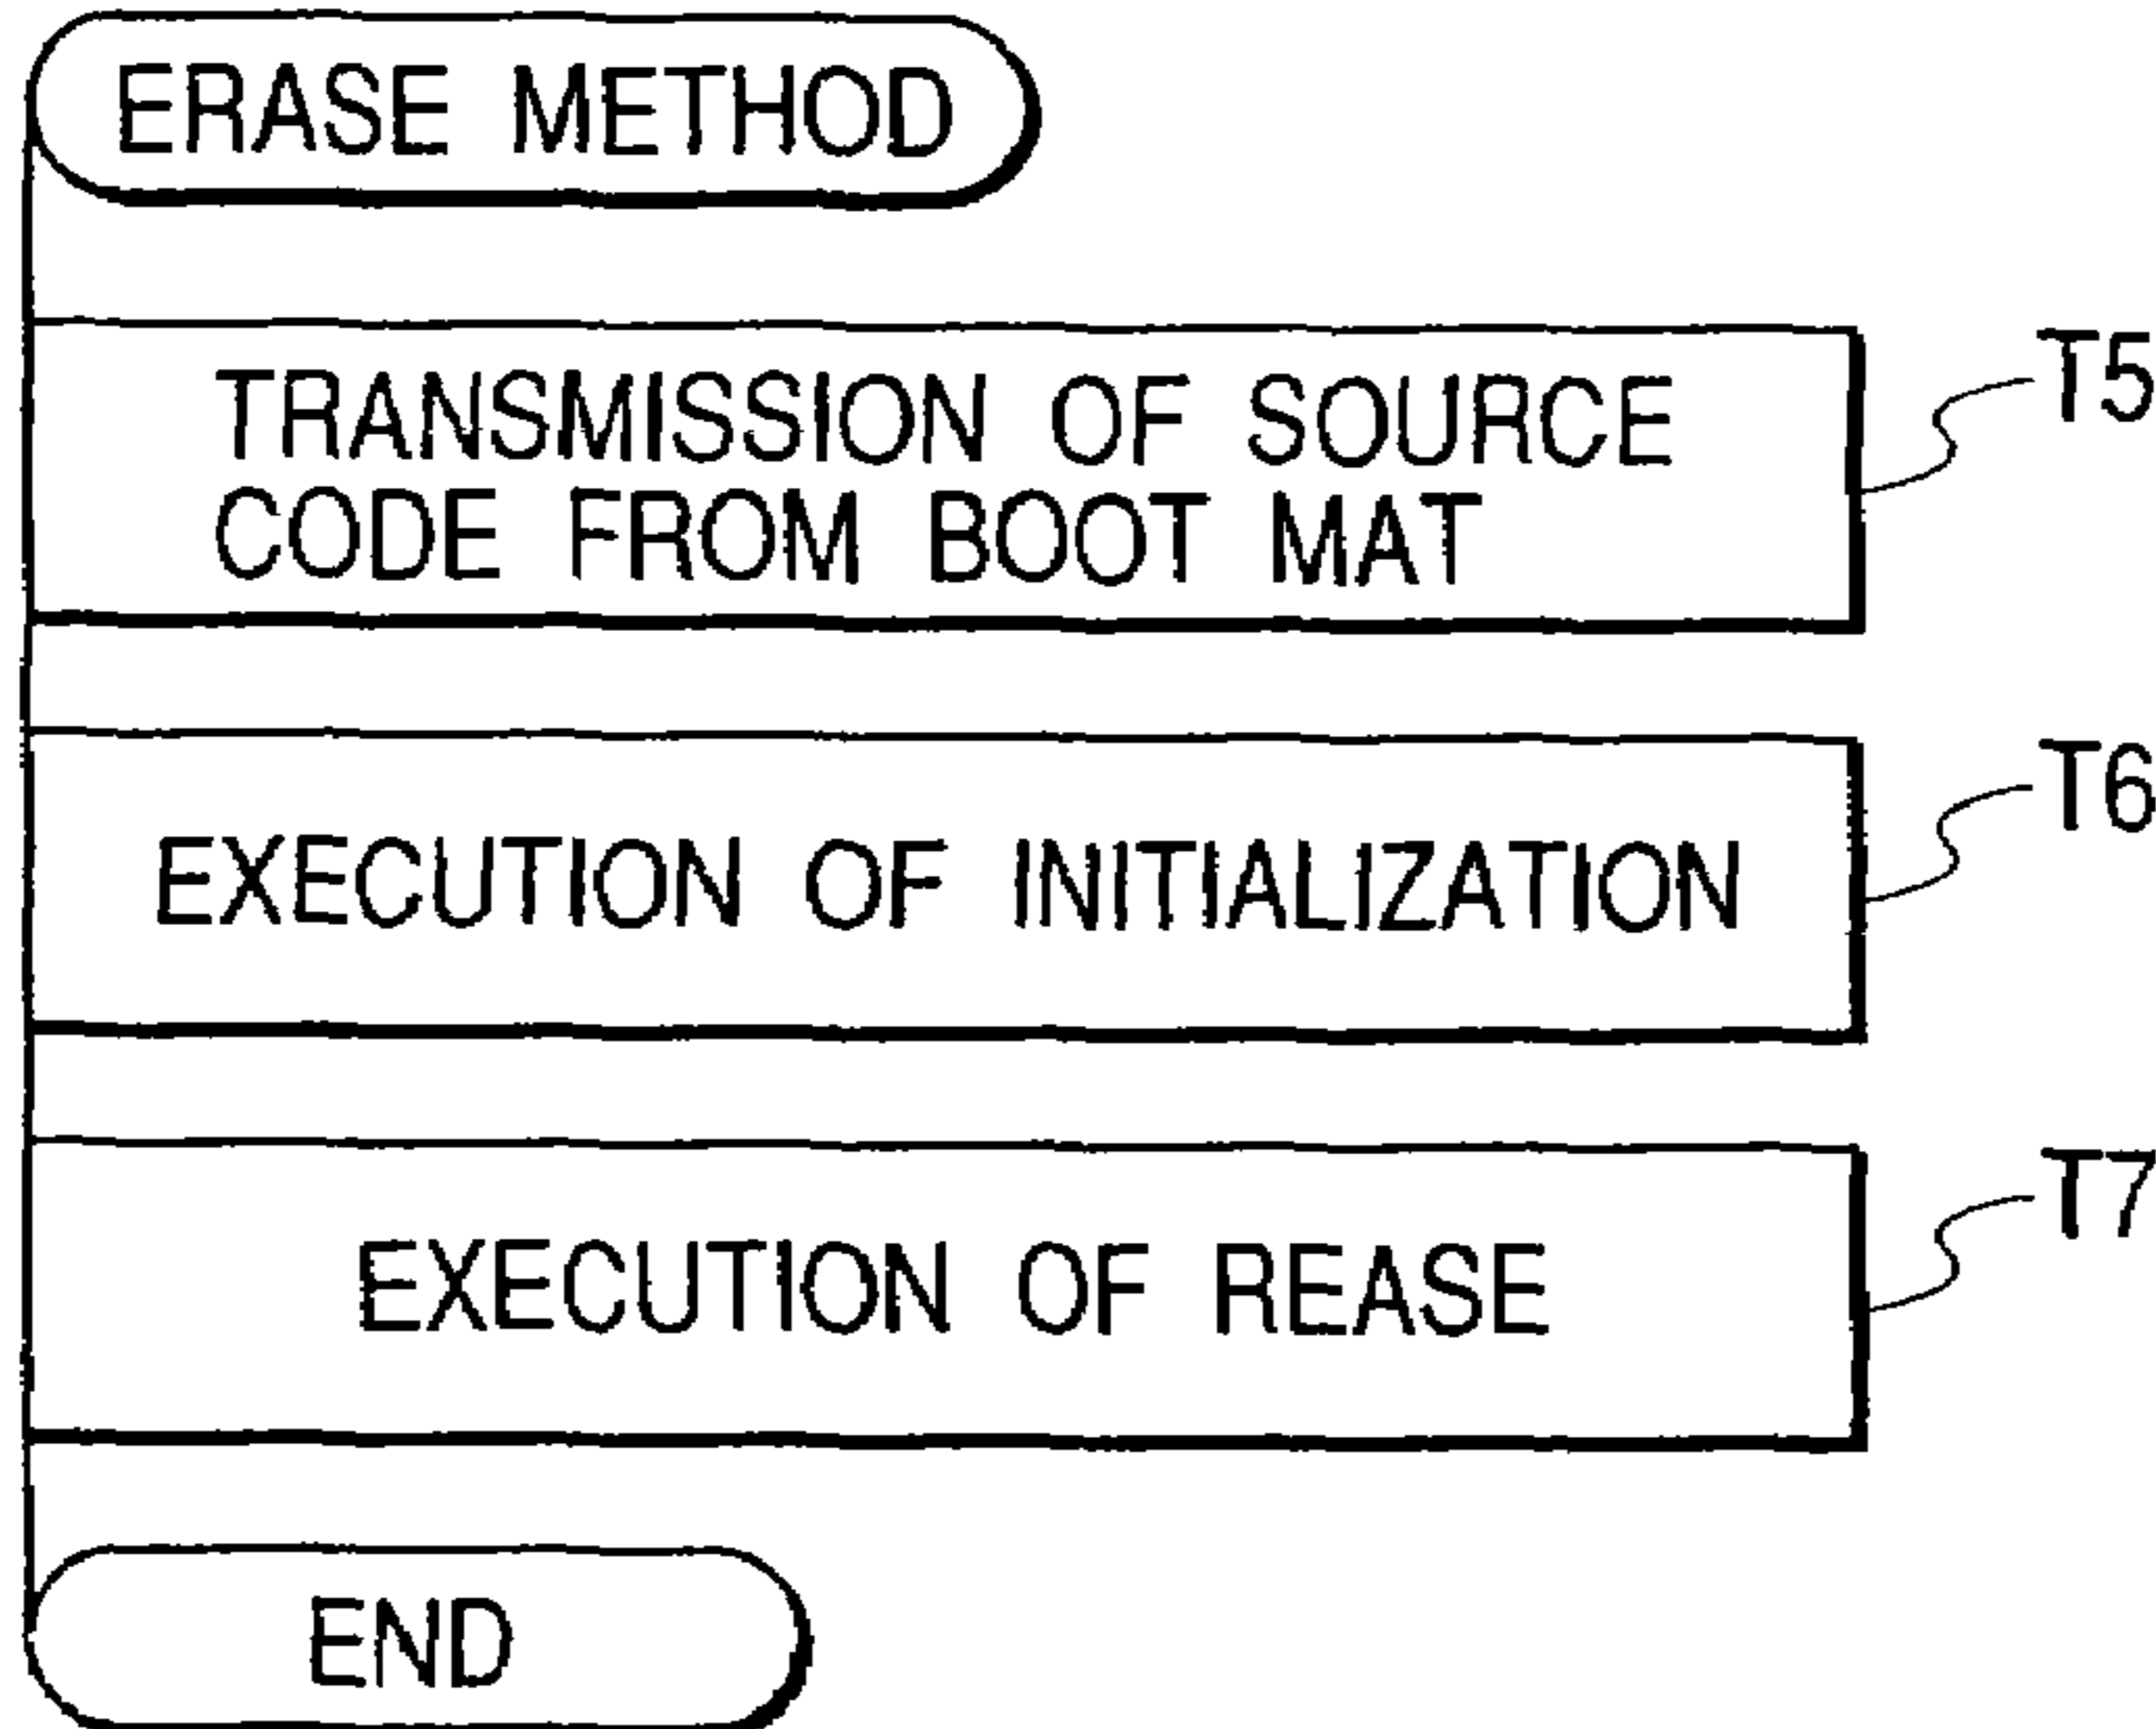 ERASE METHOD
TRANSMISSION OF SOURCE
CODE FROM BOOT MAT
T5
EXECUTION OF INITIALIZATION
T6
EXECUTION OF REASE
T7
END